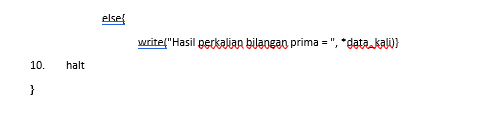 else{
write("Hasil perkalian bilangan prima = ", *data_kali)}
10. halt
}